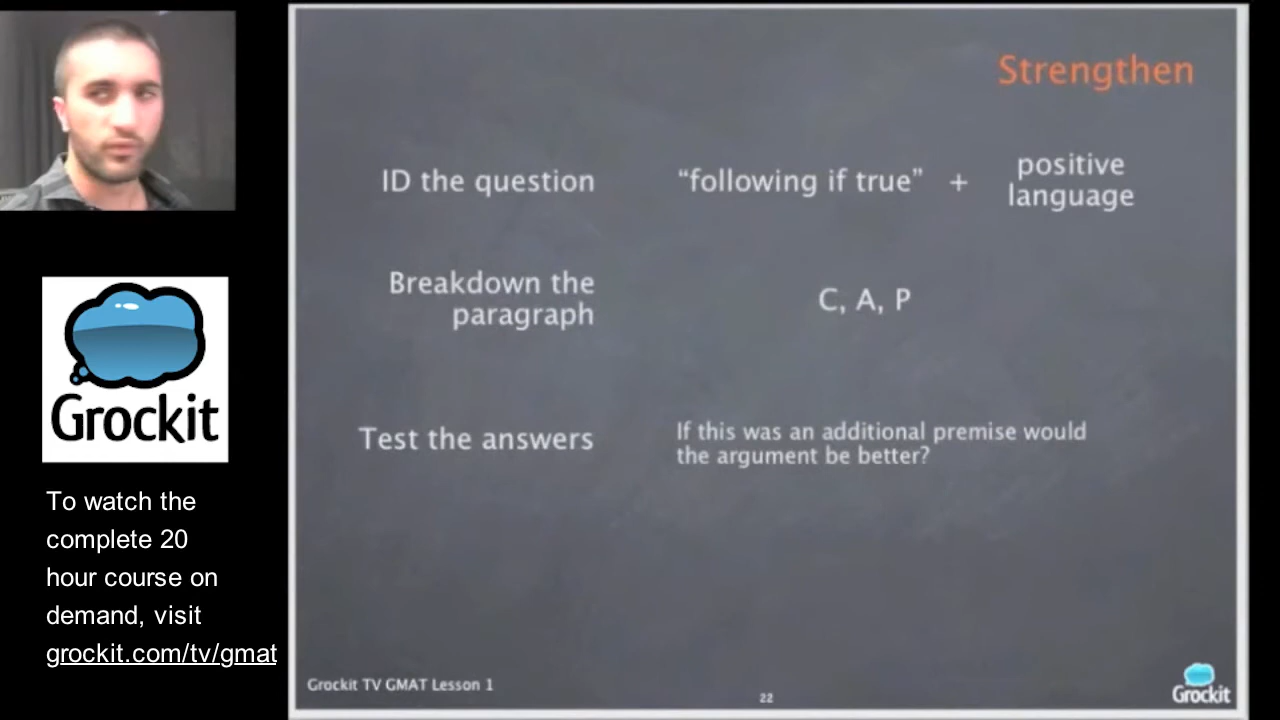 Strengthen
ID the question
“following if true” +
positive
language
Breakdown the
paragraph
C, A, P
Test the answers
If this was an additional premise would
the argument be better?
Grockit TV GMAT Lesson 1
22
Grockit
Grockit
To watch the
complete 20
hour course on
demand, visit
grockit.com/tv/gmat